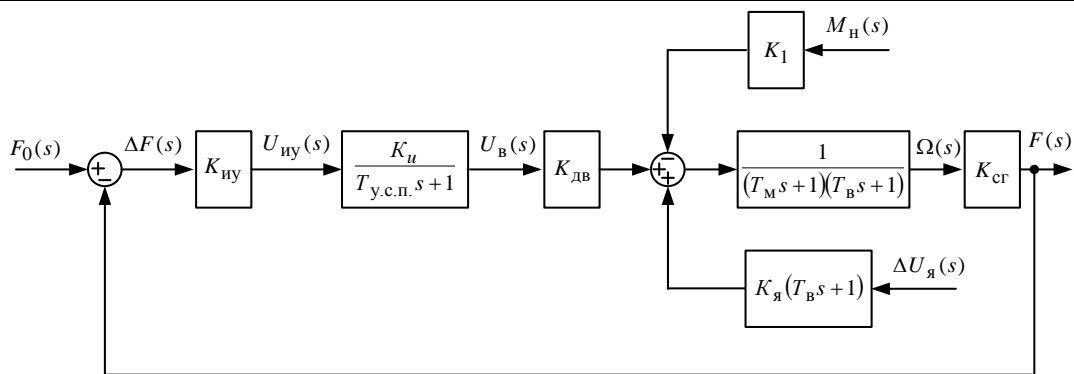 M_н(s)
K_1
F_0(s)
+
−
ΔF(s)
K_иу
U_иу(s)
K_и
T_у.с.п. s + 1
U_в(s)
K_дв
−
+
+
1
(T_м s + 1)(T_в s + 1)
Ω(s)
K_сг
F(s)
K_я(T_в s + 1)
ΔU_я(s)